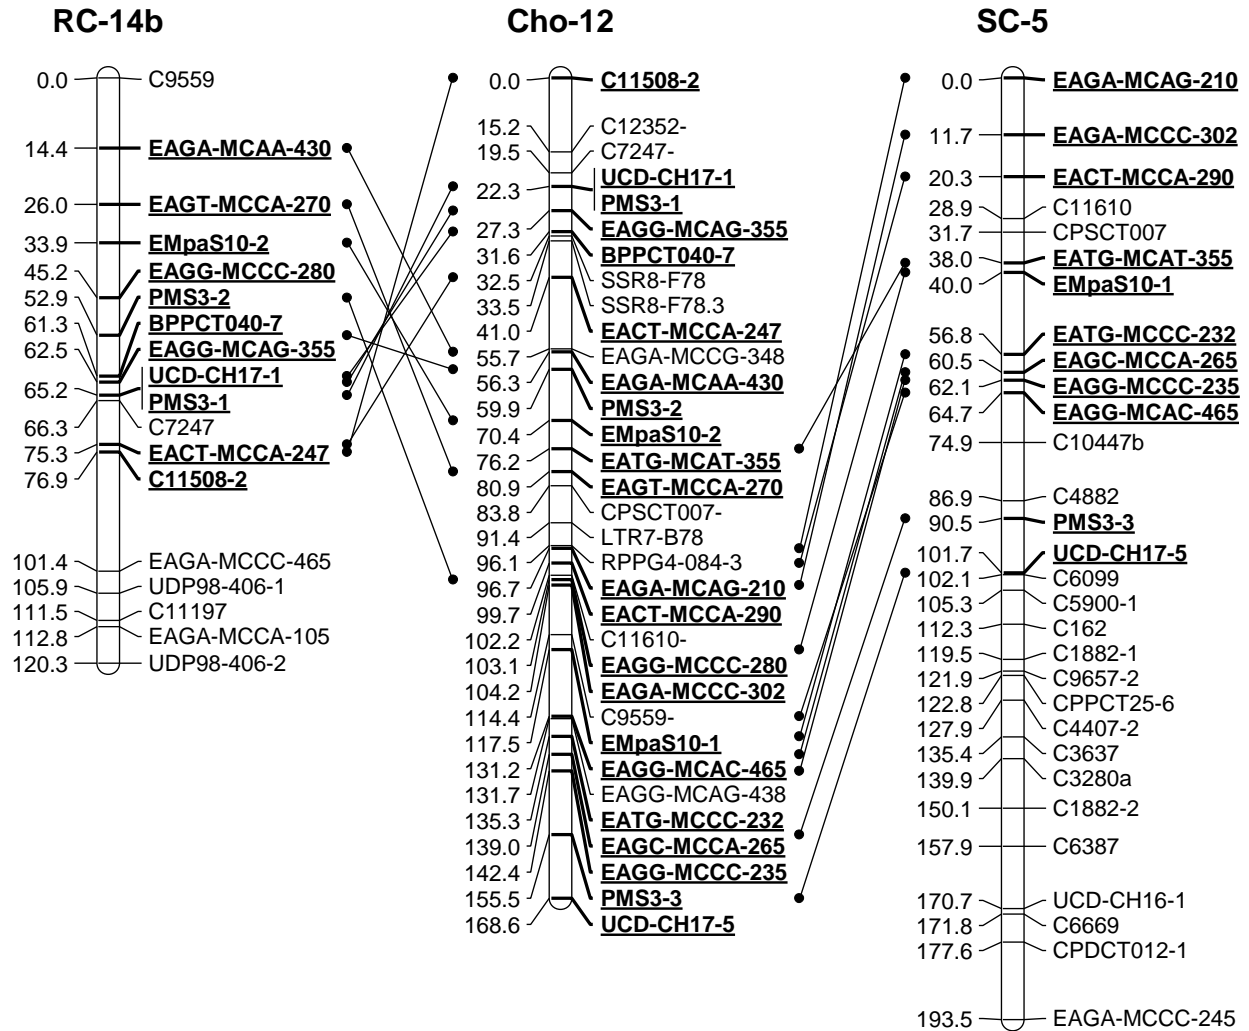 RC-14b
0.0 C9559
14.4 EAGA-MCAA-430
26.0 EAGT-MCCA-270
33.9 EMpaS10-2
45.2 EAGG-MCCC-280
52.9 PMS3-2
61.3 BPPCT040-7
62.5 EAGG-MCAG-355
65.2 UCD-CH17-1
PMS3-1
66.3 C7247
75.3 EACT-MCCA-247
76.9 C11508-2
101.4 EAGA-MCCC-465
105.9 UDP98-406-1
111.5 C11197
112.8 EAGA-MCCA-105
120.3 UDP98-406-2
Cho-12
0.0 C11508-2
15.2 C12352-
19.5 C7247-
22.3 UCD-CH17-1
PMS3-1
27.3 EAGG-MCAG-355
31.6 BPPCT040-7
32.5 SSR8-F78
33.5 SSR8-F78.3
41.0 EACT-MCCA-247
55.7 EAGA-MCCG-348
56.3 EAGA-MCAA-430
59.9 PMS3-2
70.4 EMpaS10-2
76.2 EATG-MCAT-355
80.9 EAGT-MCCA-270
83.8 CPSCT007-
91.4 LTR7-B78
96.1 RPPG4-084-3
96.7 EAGA-MCAG-210
99.7 EACT-MCCA-290
102.2 C11610-
103.1 EAGG-MCCC-280
104.2 EAGA-MCCC-302
114.4 C9559-
117.5 EMpaS10-1
131.2 EAGG-MCAC-465
131.7 EAGG-MCAG-438
135.3 EATG-MCCC-232
139.0 EAGC-MCCA-265
142.4 EAGG-MCCC-235
155.5 PMS3-3
168.6 UCD-CH17-5
SC-5
0.0 EAGA-MCAG-210
11.7 EAGA-MCCC-302
20.3 EACT-MCCA-290
28.9 C11610
31.7 CPSCT007
38.0 EATG-MCAT-355
40.0 EMpaS10-1
56.8 EATG-MCCC-232
60.5 EAGC-MCCA-265
62.1 EAGG-MCCC-235
64.7 EAGG-MCAC-465
74.9 C10447b
86.9 C4882
90.5 PMS3-3
101.7 UCD-CH17-5
102.1 C6099
105.3 C5900-1
112.3 C162
119.5 C1882-1
121.9 C9657-2
122.8 CPPCT25-6
127.9 C4407-2
135.4 C3637
139.9 C3280a
150.1 C1882-2
157.9 C6387
170.7 UCD-CH16-1
171.8 C6669
177.6 CPDCT012-1
193.5 EAGA-MCCC-245